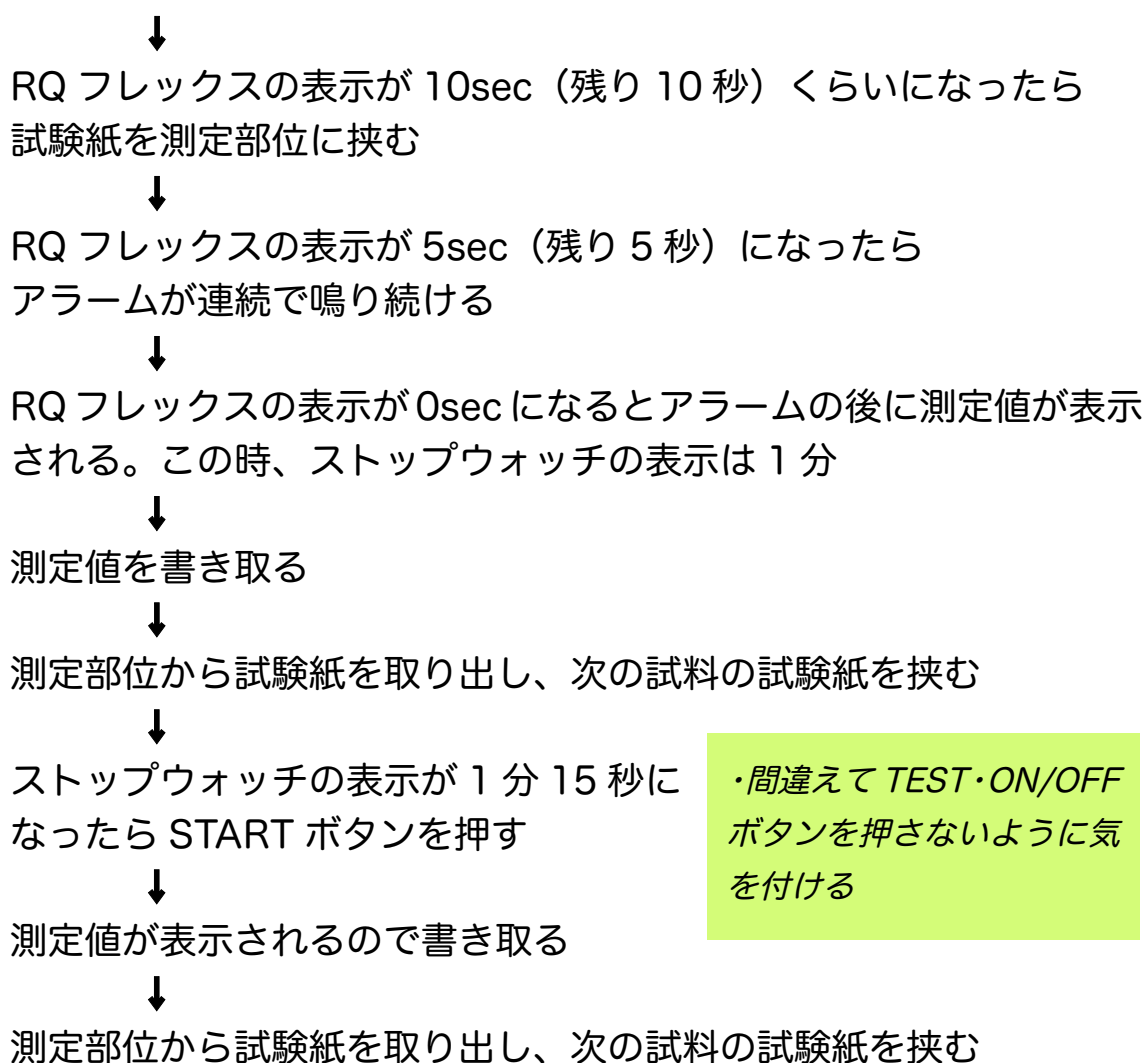 ↓
RQ フレックスの表示が 10sec（残り 10 秒）くらいになったら
試験紙を測定部位に挟む
↓
RQ フレックスの表示が 5sec（残り 5 秒）になったら
アラームが連続で鳴り続ける
↓
RQ フレックスの表示が 0sec になるとアラームの後に測定値が表示
される。この時、ストップウォッチの表示は 1 分
↓
測定値を書き取る
↓
測定部位から試験紙を取り出し、次の試料の試験紙を挟む
↓
ストップウォッチの表示が 1 分 15 秒に
なったら START ボタンを押す
・間違えて TEST・ON/OFF
ボタンを押さないように気
を付ける
↓
測定値が表示されるので書き取る
↓
測定部位から試験紙を取り出し、次の試料の試験紙を挟む